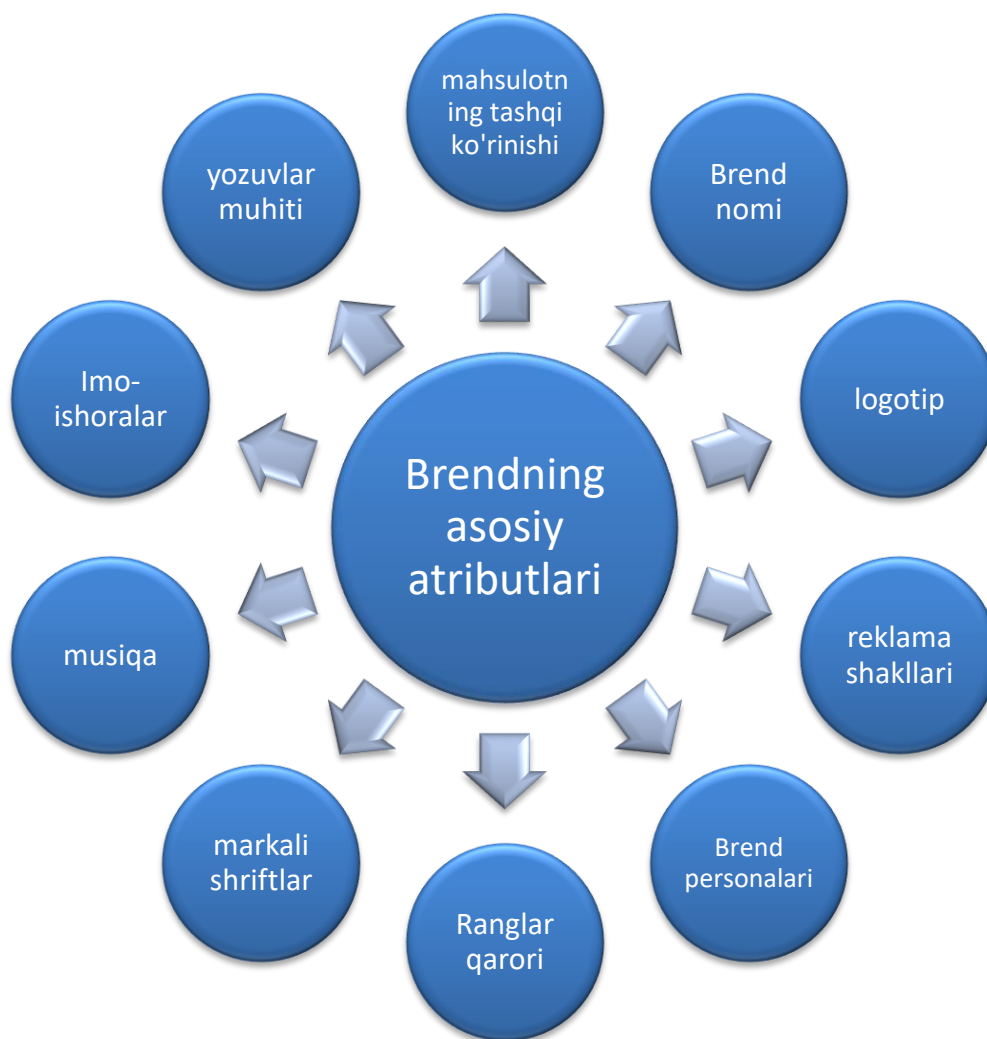 mahsulotn
ing tashqi
ko'rinishi
Brend
nomi
logotip
reklama
shakllari
Brend
personalari
Ranglar
qarori
markali
shriftlar
musiqa
Imo-
ishoralar
yozuvlar
muhiti
Brendning
asosiy
atributlari